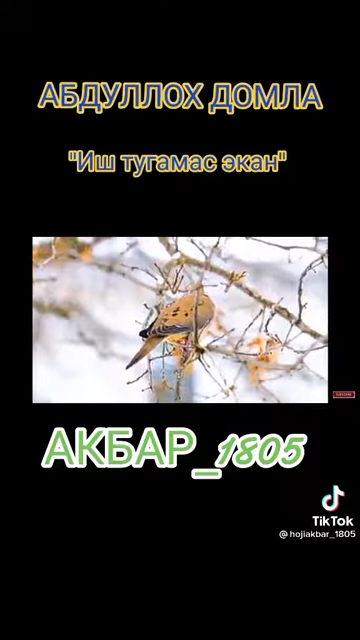 АБДУЛЛОХ ДОМЛА
"Иш тугамас экан"
АКБАР_1805
TikTok
@hojiakbar_1805